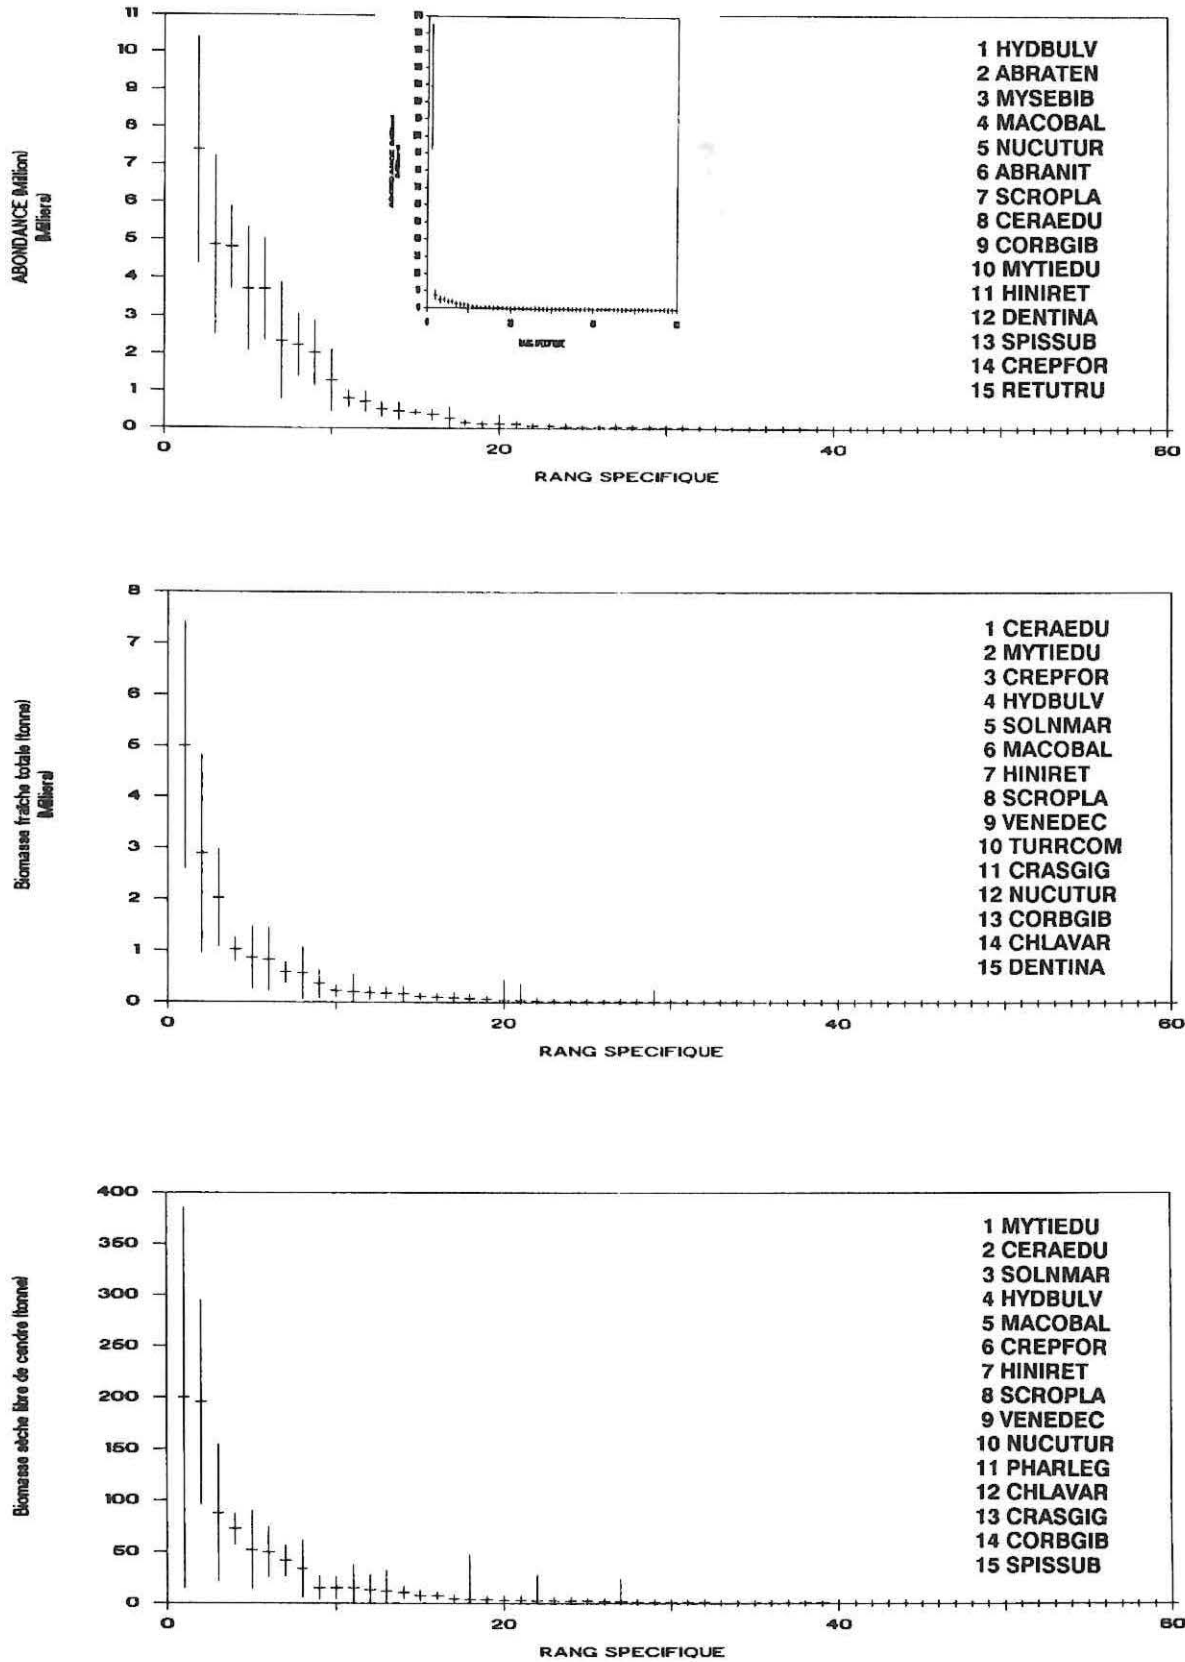 11
10
9
8
7
6
5
4
3
2
1
0
ABONDANCE (Million)
(Milliers)
0 20 40 60
RANG SPECIFIQUE
1 HYDBULV
2 ABRATEN
3 MYSEBIB
4 MACOBAL
5 NUCUTUR
6 ABRANIT
7 SCROPLA
8 CERAEDU
9 CORBGIB
10 MYTIEDU
11 HINIRET
12 DENTINA
13 SPISSUB
14 CREPFOR
15 RETUTRU
8
7
6
5
4
3
2
1
0
Biomasse fraîche totale (tonne)
(Milliers)
0 20 40 60
RANG SPECIFIQUE
1 CERAEDU
2 MYTIEDU
3 CREPFOR
4 HYDBULV
5 SOLNMAR
6 MACOBAL
7 HINIRET
8 SCROPLA
9 VENEDEC
10 TURRCOM
11 CRASGIG
12 NUCUTUR
13 CORBGIB
14 CHLAVAR
15 DENTINA
400
350
300
250
200
150
100
50
0
Biomasse sèche libre de cendre (tonne)
0 20 40 60
RANG SPECIFIQUE
1 MYTIEDU
2 CERAEDU
3 SOLNMAR
4 HYDBULV
5 MACOBAL
6 CREPFOR
7 HINIRET
8 SCROPLA
9 VENEDEC
10 NUCUTUR
11 PHARLEG
12 CHLAVAR
13 CRASGIG
14 CORBGIB
15 SPISSUB